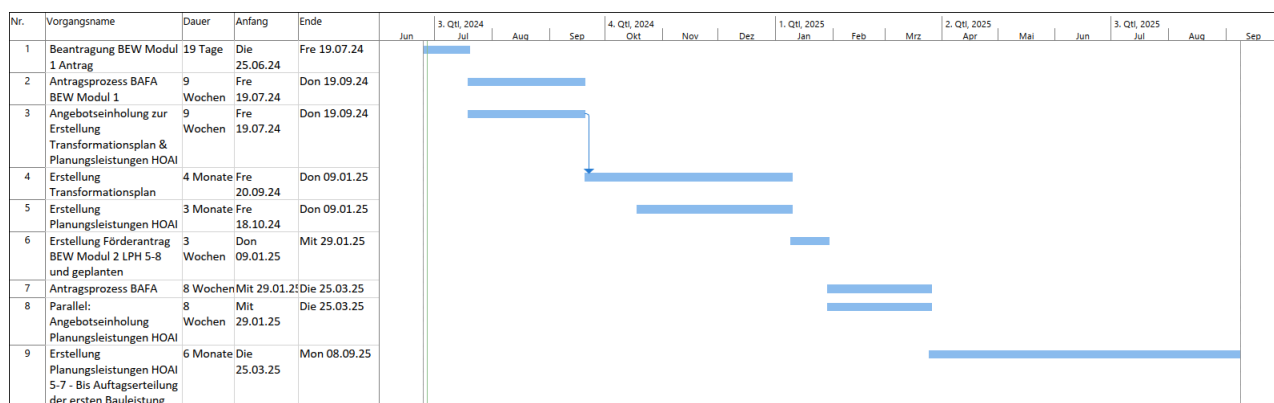 Nr. Vorgangsname Dauer Anfang Ende
3. Qtl, 2024 4. Qtl, 2024 1. Qtl, 2025 2. Qtl, 2025 3. Qtl, 2025
Jun Jul Aug Sep Okt Nov Dez Jan Feb Mrz Apr Mai Jun Jul Aug Sep
1 Beantragung BEW Modul 19 Tage Die Fre 19.07.24
1 Antrag 25.06.24
2 Antragsprozess BAFA 9 Fre Don 19.09.24
BEW Modul 1 Wochen 19.07.24
3 Angebotseinholung zur 9 Fre Don 19.09.24
Erstellung Wochen 19.07.24
Transformationsplan &
Planungsleistungen HOAI
4 Erstellung 4 Monate Fre Don 09.01.25
Transformationsplan 20.09.24
5 Erstellung 3 Monate Fre Don 09.01.25
Planungsleistungen HOAI 18.10.24
6 Erstellung Förderantrag 3 Don Mit 29.01.25
BEW Modul 2 LPH 5-8 Wochen 09.01.25
und geplanten
7 Antragsprozess BAFA 8 Wochen Mit 29.01.25 Die 25.03.25
8 Parallel: 8 Mit Die 25.03.25
Angebotseinholung Wochen 29.01.25
Planungsleistungen HOAI
9 Erstellung 6 Monate Die Mon 08.09.25
Planungsleistungen HOAI 25.03.25
5-7 - Bis Auftagserteilung
der ersten Bauleistung